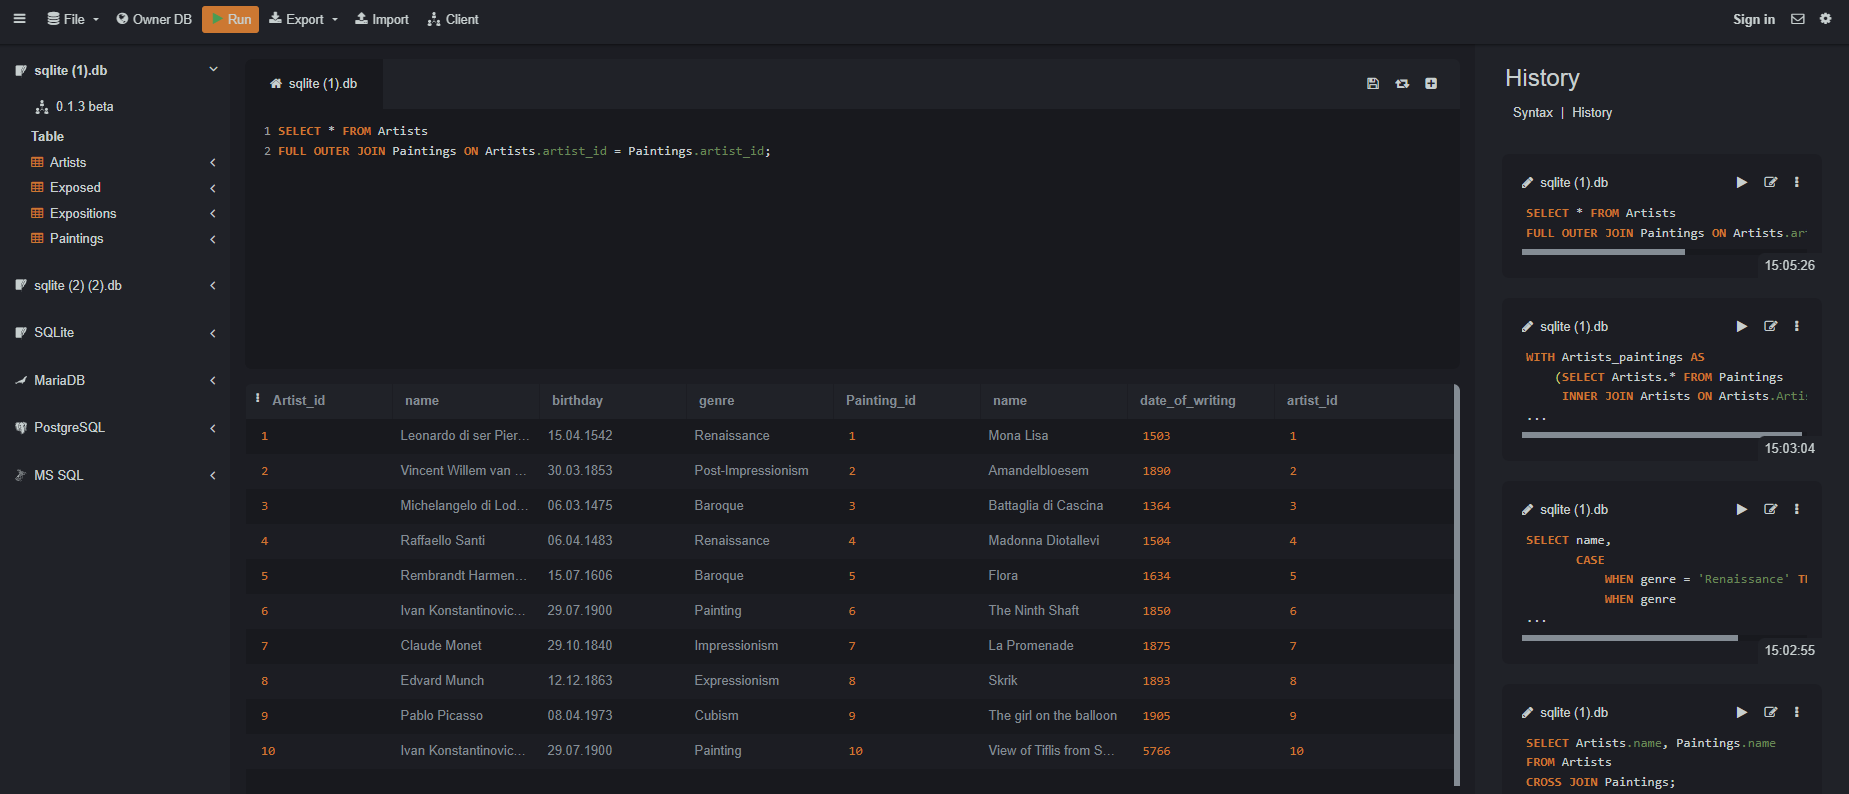 File Owner DB Run Export Import Client Sign in
sqlite (1).db
0.1.3 beta
Table
Artists
Exposed
Expositions
Paintings
sqlite (2) (2).db
SQLite
MariaDB
PostgreSQL
MS SQL
sqlite (1).db
1 SELECT * FROM Artists
2 FULL OUTER JOIN Paintings ON Artists.artist_id = Paintings.artist_id;
Artist_id name birthday genre Painting_id name date_of_writing artist_id
1 Leonardo di ser Pier... 15.04.1542 Renaissance 1 Mona Lisa 1503 1
2 Vincent Willem van ... 30.03.1853 Post-Impressionism 2 Amandelbloesem 1890 2
3 Michelangelo di Lod... 06.03.1475 Baroque 3 Battaglia di Cascina 1364 3
4 Raffaello Santi 06.04.1483 Renaissance 4 Madonna Diotallevi 1504 4
5 Rembrandt Harmen... 15.07.1606 Baroque 5 Flora 1634 5
6 Ivan Konstantinovic... 29.07.1900 Painting 6 The Ninth Shaft 1850 6
7 Claude Monet 29.10.1840 Impressionism 7 La Promenade 1875 7
8 Edvard Munch 12.12.1863 Expressionism 8 Skrik 1893 8
9 Pablo Picasso 08.04.1973 Cubism 9 The girl on the balloon 1905 9
10 Ivan Konstantinovic... 29.07.1900 Painting 10 View of Tiflis from S... 5766 10
History
Syntax | History
sqlite (1).db
SELECT * FROM Artists
FULL OUTER JOIN Paintings ON Artists.ar
15:05:26
sqlite (1).db
WITH Artists_paintings AS
(SELECT Artists.* FROM Paintings
INNER JOIN Artists ON Artists.Arti
...
15:03:04
sqlite (1).db
SELECT name,
CASE
WHEN genre = 'Renaissance' T
WHEN genre
...
15:02:55
sqlite (1).db
SELECT Artists.name, Paintings.name
FROM Artists
CROSS JOIN Paintings;